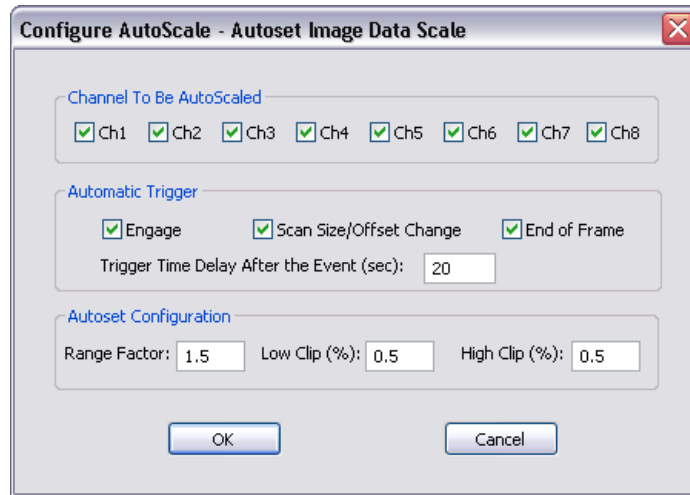 Configure AutoScale - Autoset Image Data Scale
Channel To Be AutoScaled
Ch1 Ch2 Ch3 Ch4 Ch5 Ch6 Ch7 Ch8
Automatic Trigger
Engage Scan Size/Offset Change End of Frame
Trigger Time Delay After the Event (sec): 20
Autoset Configuration
Range Factor: 1.5 Low Clip (%): 0.5 High Clip (%): 0.5
OK Cancel